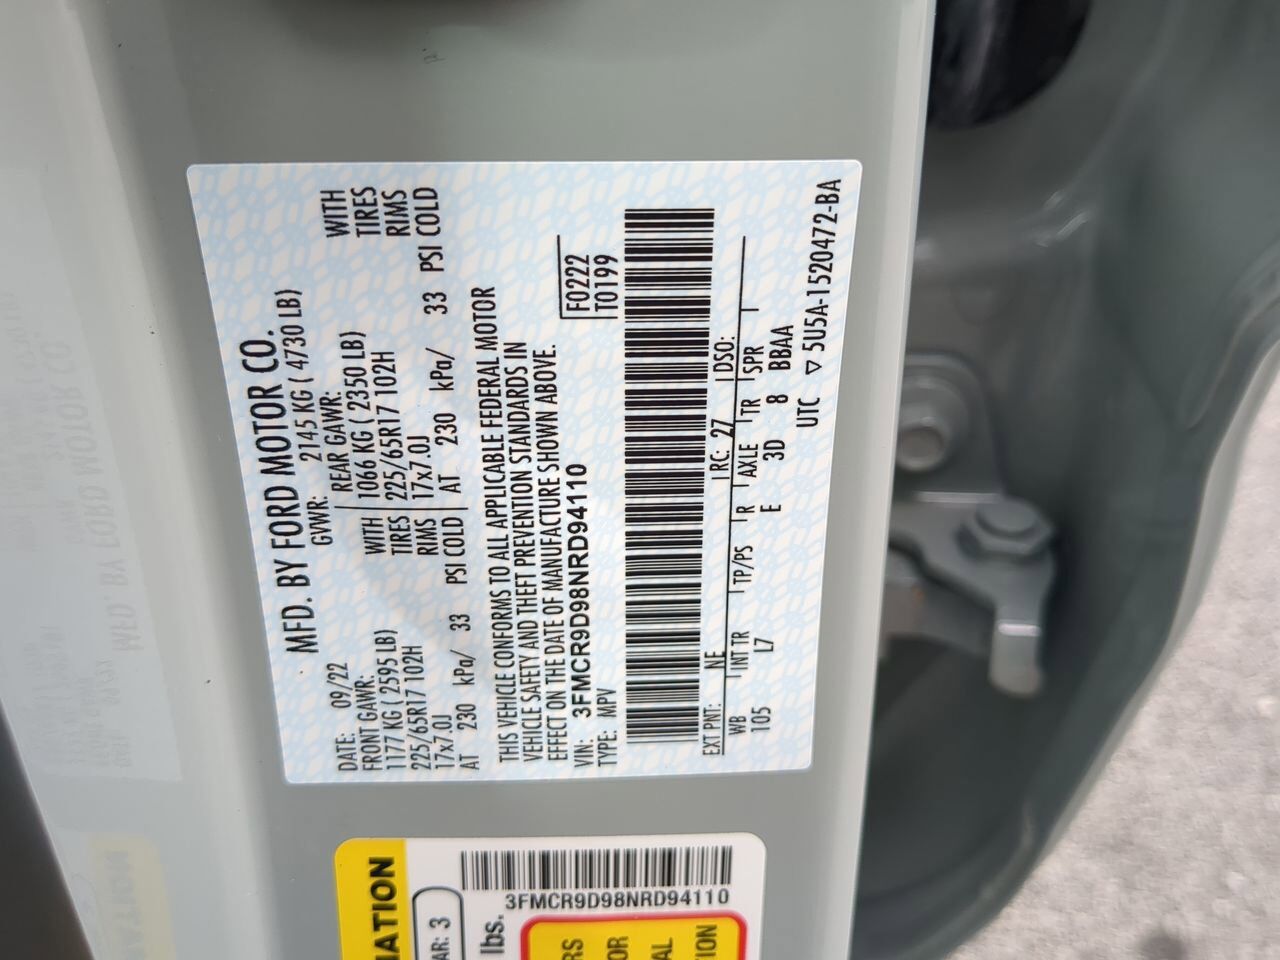 MFD. BY FORD MOTOR CO.
DATE: 09/22 GVWR: 2145 KG ( 4730 LB)
FRONT GAWR: REAR GAWR:
1177 KG ( 2595 LB) WITH 1066 KG ( 2350 LB) WITH
225/65R17 102H TIRES 225/65R17 102H TIRES
17x7.0J RIMS 17x7.0J RIMS
AT 230 kPa/ 33 PSI COLD AT 230 kPa/ 33 PSI COLD
THIS VEHICLE CONFORMS TO ALL APPLICABLE FEDERAL MOTOR
VEHICLE SAFETY AND THEFT PREVENTION STANDARDS IN
EFFECT ON THE DATE OF MANUFACTURE SHOWN ABOVE.
VIN: 3FMCR9D98NRD94110 F0222
TYPE: MPV T0199
EXT PNT: NE RC: 27 DSO:
WB INT TR TP/PS R AXLE TR SPR
105 L7 E 3D 8 BBAA
UTC ▽ 5U5A-1520472-BA
3FMCR9D98NRD94110
lbs.